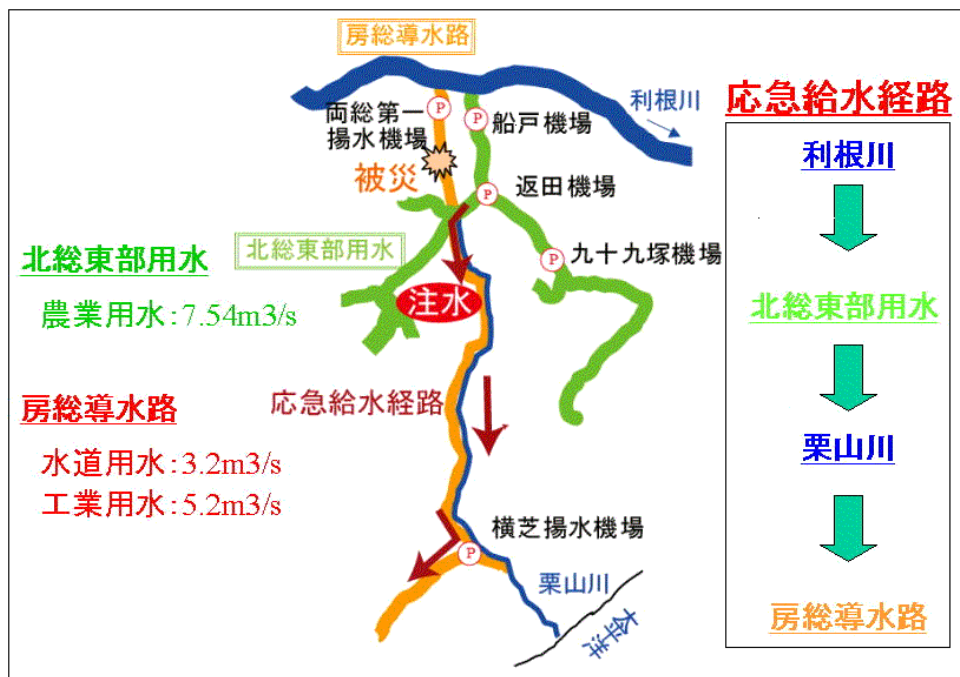 房総導水路
利根川
両総第一
揚水機場
P
P
船戸機場
被災
返田機場
P
北総東部用水
九十九塚機場
P
注水
応急給水経路
横芝揚水機場
P
栗山川
太平洋
北総東部用水
農業用水:7.54m3/s
房総導水路
水道用水:3.2m3/s
工業用水:5.2m3/s
応急給水経路
利根川
北総東部用水
栗山川
房総導水路